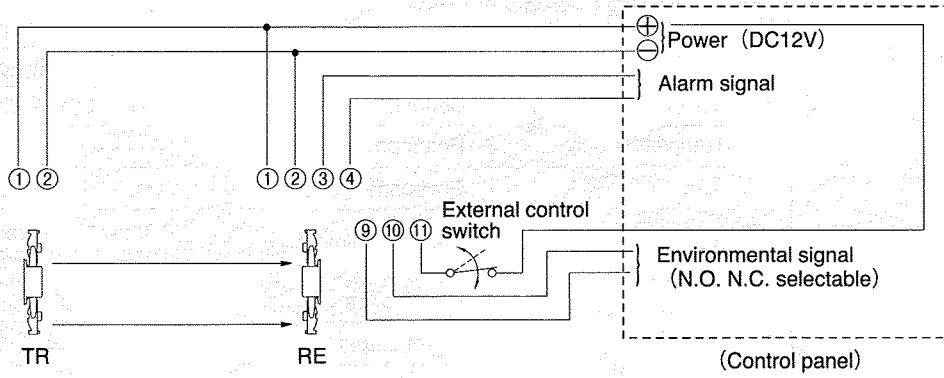 ⊕ Power (DC12V)
⊖
Alarm signal
① ② ① ② ③ ④
External control
switch
⑨ ⑩ ⑪
Environmental signal
(N.O. N.C. selectable)
TR RE
(Control panel)